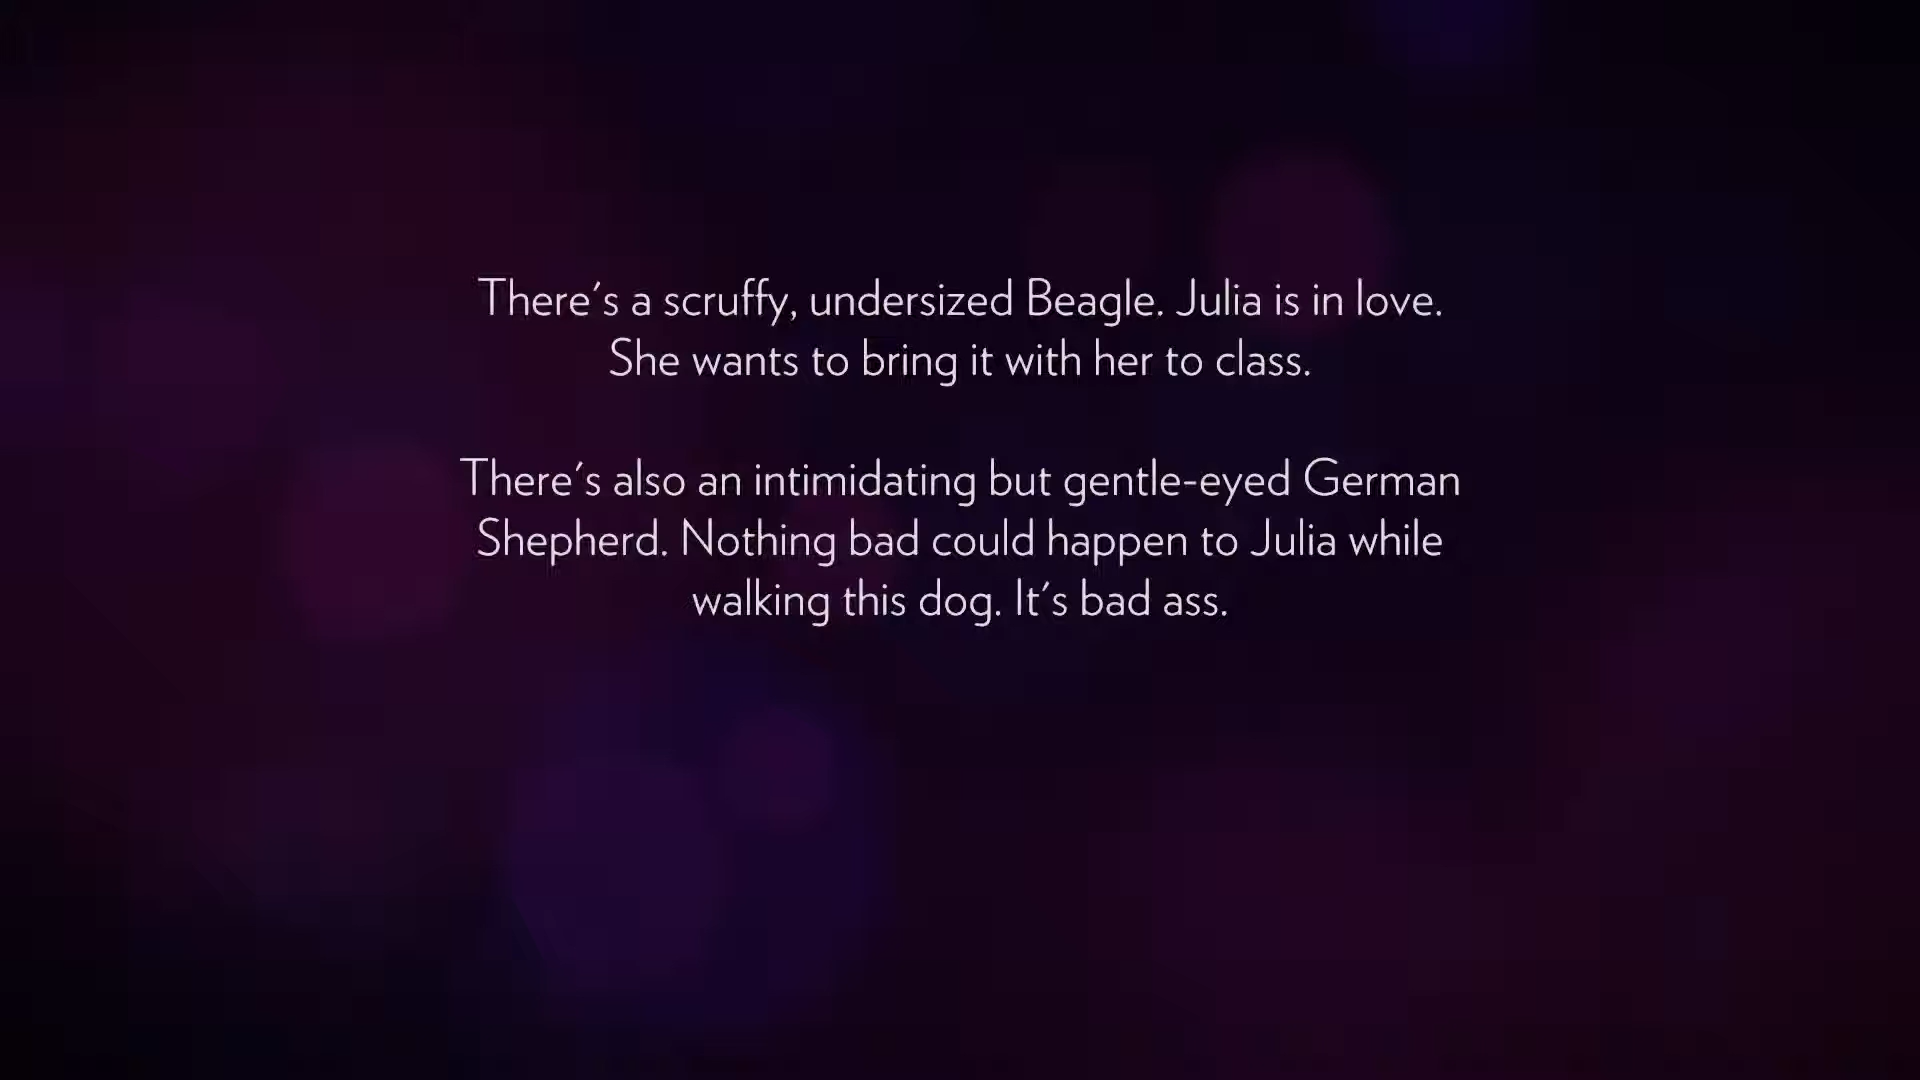 There's a scruffy, undersized Beagle. Julia is in love.
She wants to bring it with her to class.
There's also an intimidating but gentle-eyed German
Shepherd. Nothing bad could happen to Julia while
walking this dog. It's bad ass.